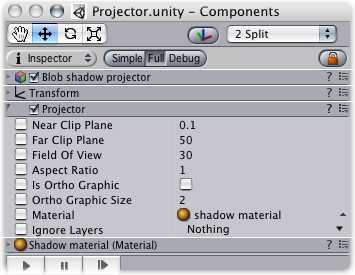 Projector.unity – Components
2 Split
Inspector Simple Full Debug
Blob shadow projector ?
Transform ?
Projector ?
Near Clip Plane 0.1
Far Clip Plane 50
Field Of View 30
Aspect Ratio 1
Is Ortho Graphic
Ortho Graphic Size 2
Material shadow material
Ignore Layers Nothing
Shadow material (Material) ?